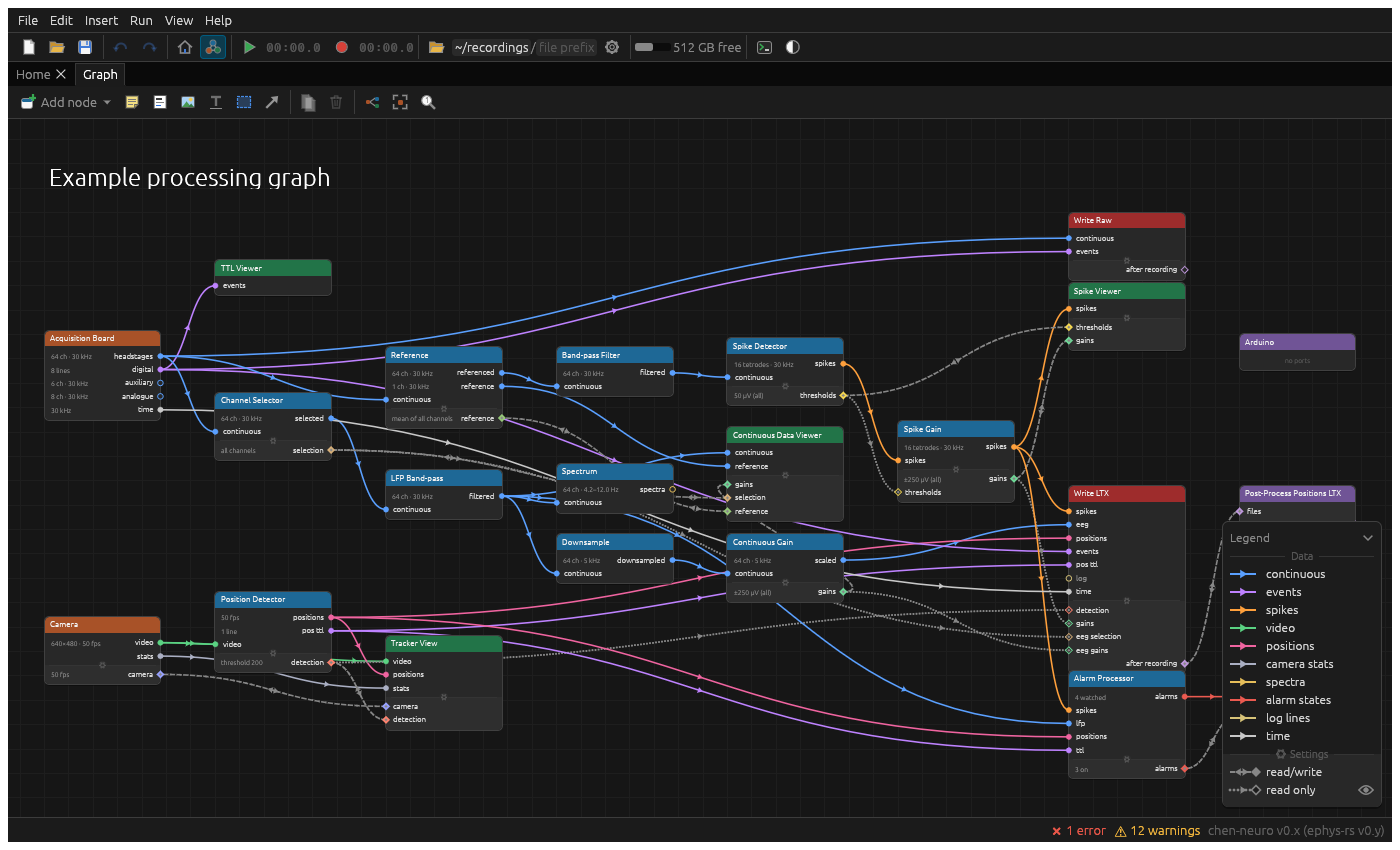 File Edit Insert Run View Help
00:00.0 00:00.0 ~/recordings/file prefix 512 GB free
Home Graph
Add node
Example processing graph
Write Raw
continuous
events
after recording
TTL Viewer
events
Spike Viewer
spikes
thresholds
gains
Acquisition Board
64 ch · 30 kHz headstages
8 lines digital
6 ch · 30 kHz auxiliary
8 ch · 30 kHz analogue
30 kHz time
Reference
64 ch · 30 kHz referenced
1 ch · 30 kHz reference
continuous
mean of all channels reference
Band-pass Filter
64 ch · 30 kHz filtered
continuous
Spike Detector
16 tetrodes · 30 kHz spikes
continuous
50 µV (all) thresholds
Arduino
no ports
Channel Selector
64 ch · 30 kHz selected
continuous
all channels selection
Continuous Data Viewer
continuous
reference
gains
selection
reference
Spike Gain
16 tetrodes · 30 kHz spikes
spikes
±250 µV (all) gains
thresholds
LFP Band-pass
64 ch · 30 kHz filtered
continuous
Spectrum
64 ch · 4.2–12.0 Hz spectra
continuous
Downsample
64 ch · 5 kHz downsampled
continuous
Continuous Gain
64 ch · 5 kHz scaled
continuous
±250 µV (all) gains
Write LTX
spikes
eeg
positions
events
pos ttl
log
time
detection
gains
eeg selection
eeg gains
after recording
Post-Process Positions LTX
files
Camera
640×480 · 50 fps video
stats
50 fps camera
Position Detector
50 fps positions
1 line pos ttl
video
threshold 200 detection
Tracker View
video
positions
stats
camera
detection
Alarm Processor
4 watched alarms
spikes
lfp
positions
ttl
3 on alarms
Legend
Data
continuous
events
spikes
video
positions
camera stats
spectra
alarm states
log lines
time
Settings
read/write
read only
1 error 12 warnings chen-neuro v0.x (ephys-rs v0.y)